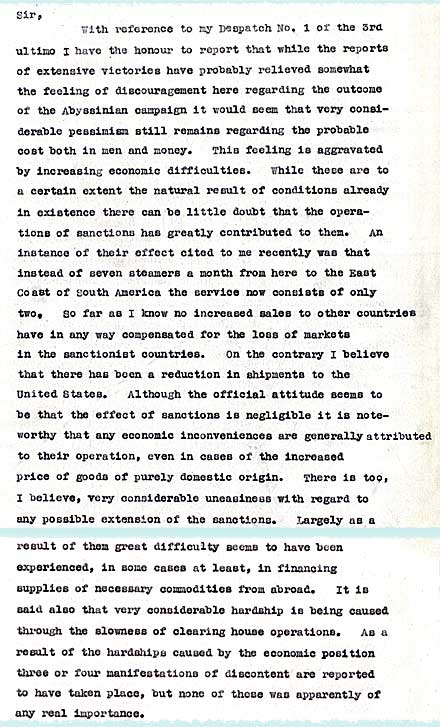 Sir,
With reference to my Despatch No. 1 of the 3rd
ultimo I have the honour to report that while the reports
of extensive victories have probably relieved somewhat
the feeling of discouragement here regarding the outcome
of the Abyssinian campaign it would seem that very consi-
derable pessimism still remains regarding the probable
cost both in men and money. This feeling is aggravated
by increasing economic difficulties. While these are to
a certain extent the natural result of conditions already
in existence there can be little doubt that the opera-
tions of sanctions has greatly contributed to them. An
instance of their effect cited to me recently was that
instead of seven steamers a month from here to the East
Coast of South America the service now consists of only
two. So far as I know no increased sales to other countries
have in any way compensated for the loss of markets
in the sanctionist countries. On the contrary I believe
that there has been a reduction in shipments to the
United States. Although the official attitude seems to
be that the effect of sanctions is negligible it is note-
worthy that any economic inconveniences are generally attributed
to their operation, even in cases of the increased
price of goods of purely domestic origin. There is too,
I believe, very considerable uneasiness with regard to
any possible extension of the sanctions. Largely as a
result of them great difficulty seems to have been
experienced, in some cases at least, in financing
supplies of necessary commodities from abroad. It is
said also that very considerable hardship is being caused
through the slowness of clearing house operations. As a
result of the hardships caused by the economic position
three or four manifestations of discontent are reported
to have taken place, but none of these was apparently of
any real importance.